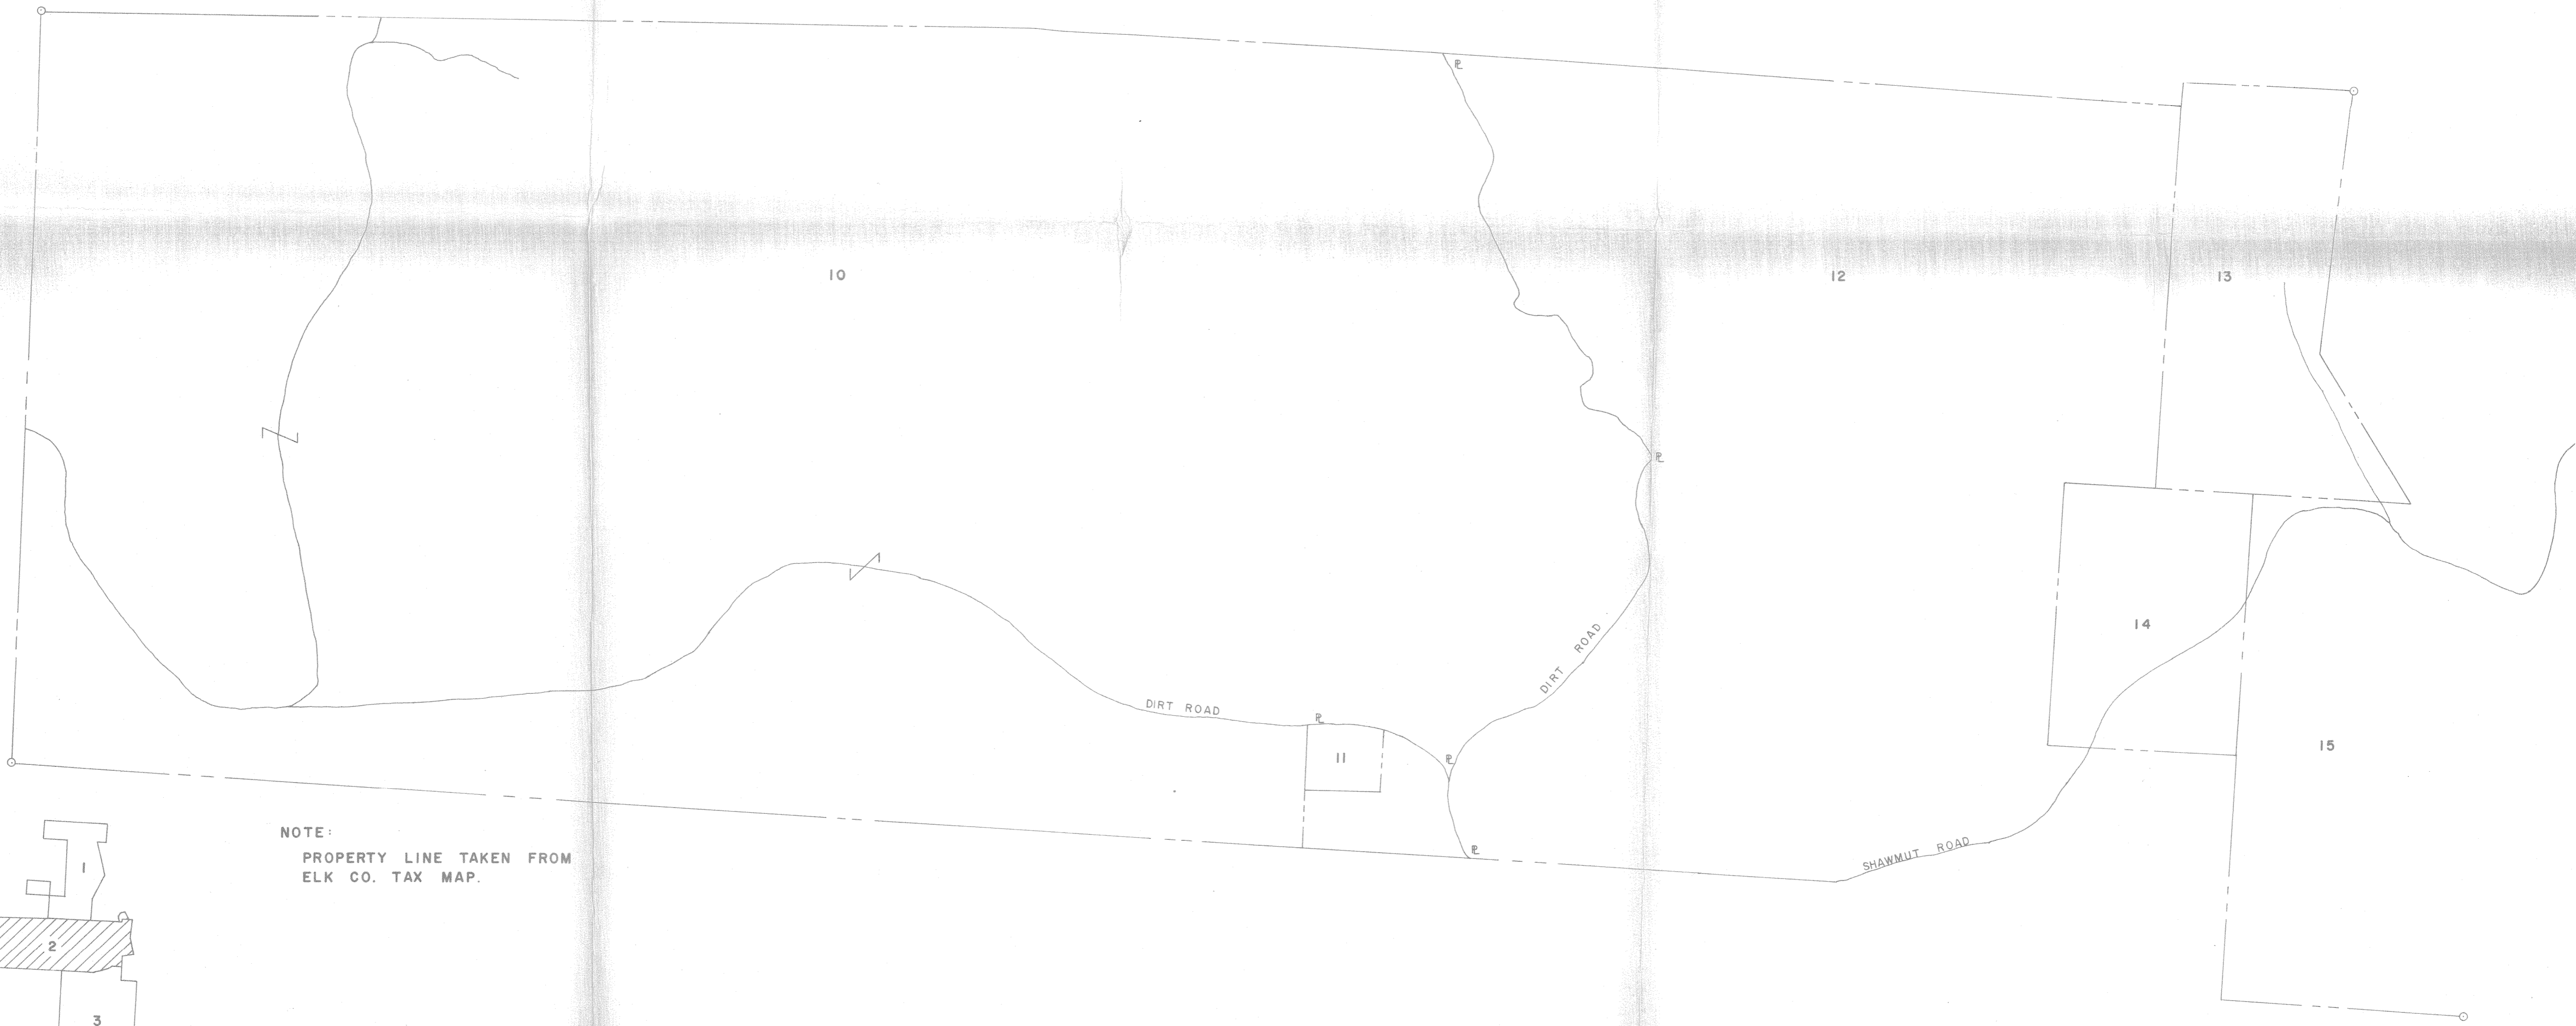 ℄
10
12
13
℄
14
DIRT ROAD
DIRT ROAD
℄
11
℄
15
NOTE:
PROPERTY LINE TAKEN FROM
ELK CO. TAX MAP.
℄
SHAWMUT ROAD
1
2
3